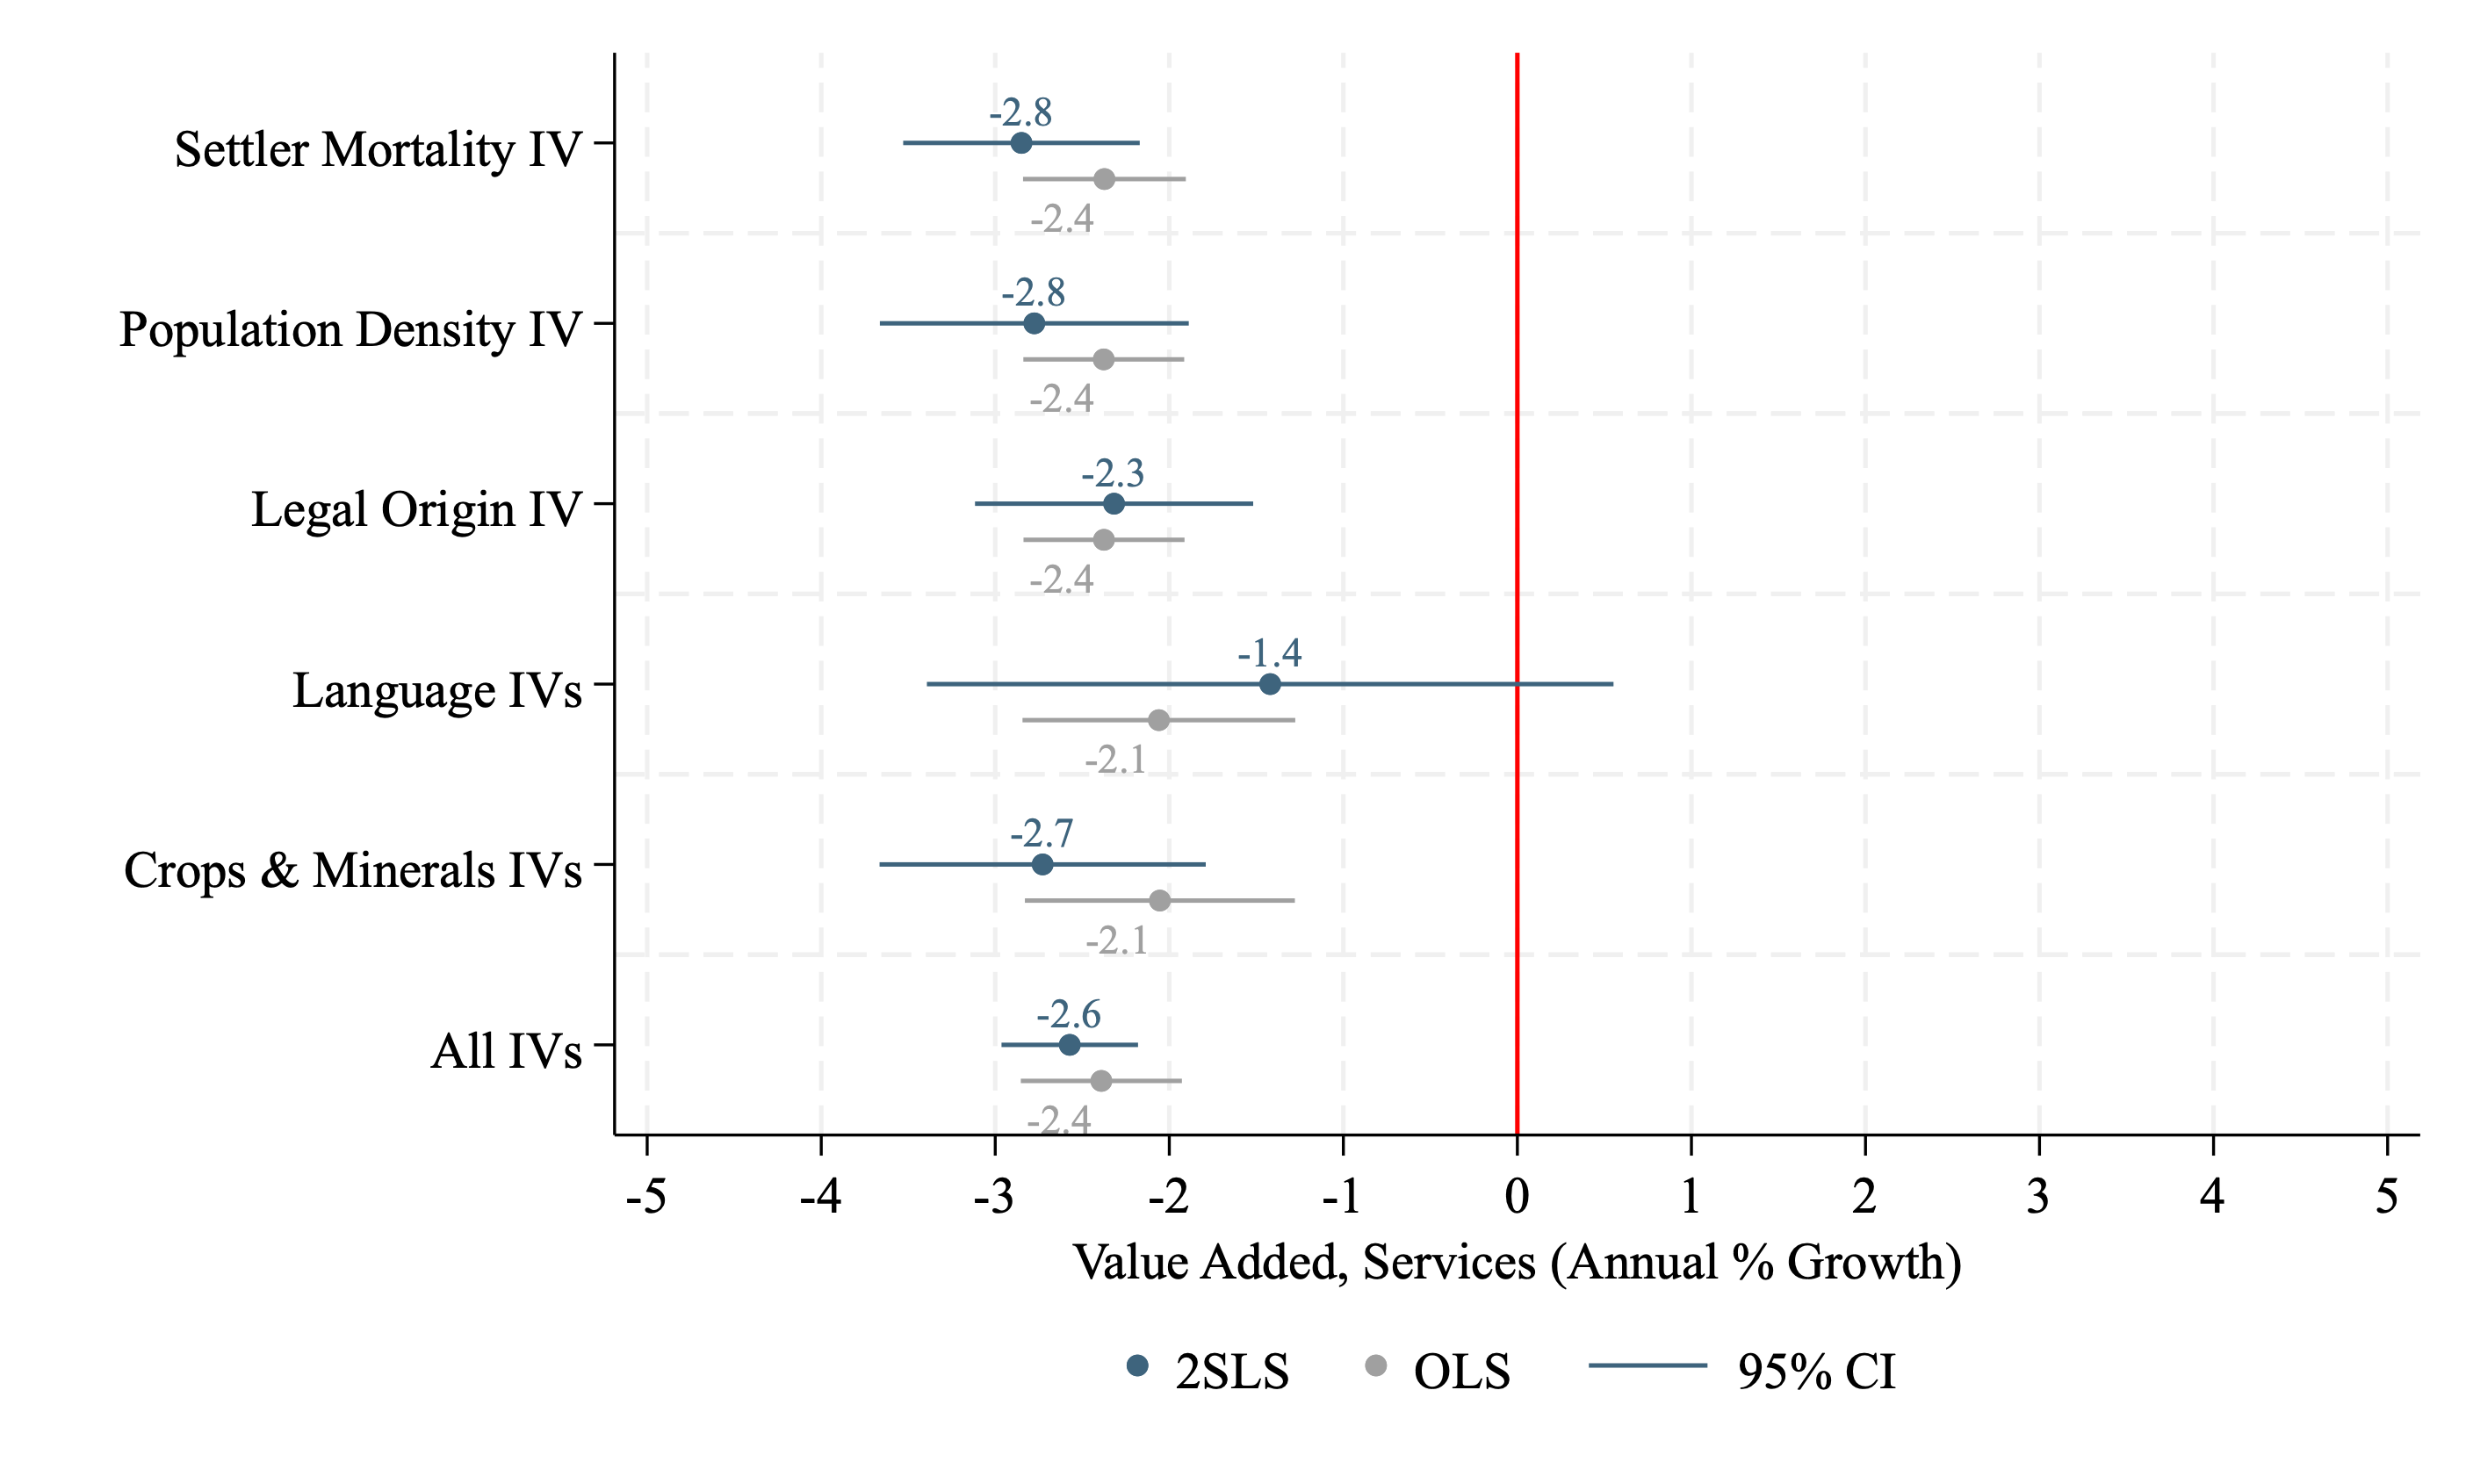 -2.8
Settler Mortality IV
-2.4
-2.8
Population Density IV
-2.4
-2.3
Legal Origin IV
-2.4
-1.4
Language IVs
-2.1
-2.7
Crops & Minerals IVs
-2.1
-2.6
All IVs
-2.4
-5 -4 -3 -2 -1 0 1 2 3 4 5
Value Added, Services (Annual % Growth)
2SLS OLS 95% CI